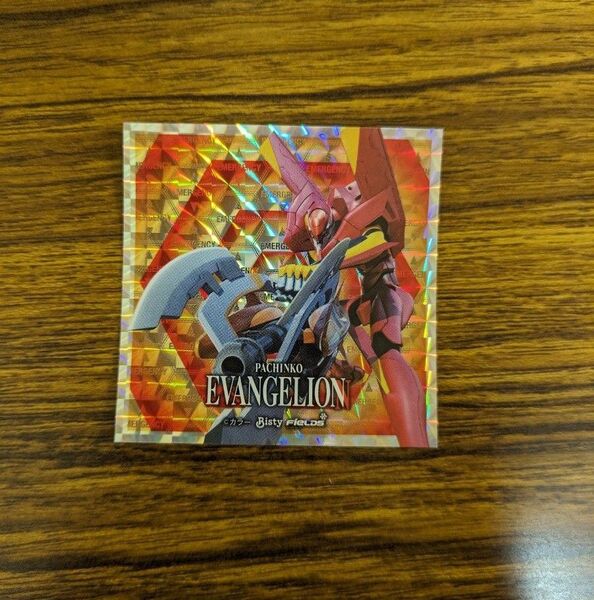 EMERGENCY
EMERGENCY
EMERGENCY
PACHINKO
EVANGELION
©カラー Bisty FIELDS